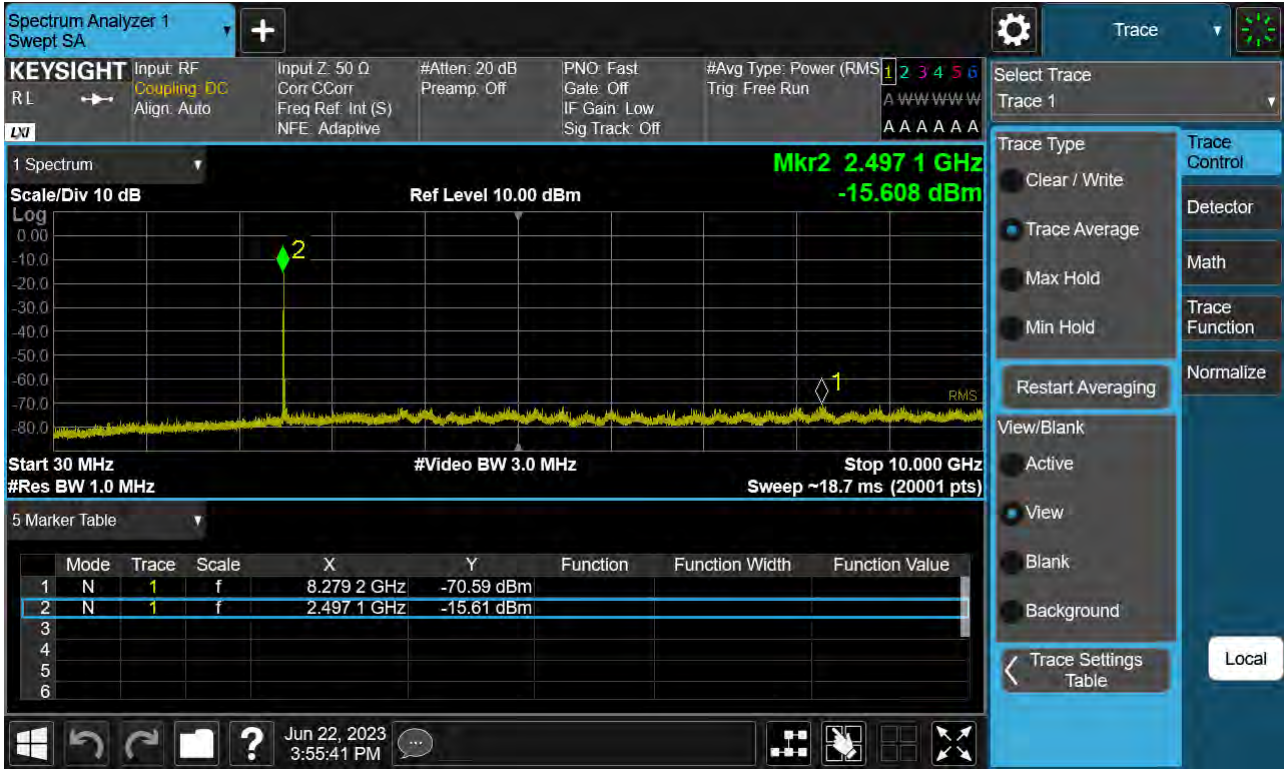 Spectrum Analyzer 1
Swept SA
+
Trace
KEYSIGHT
RL
LXI
Input: RF
Coupling: DC
Align: Auto
Input Z: 50 Ω
Corr CCorr
Freq Ref: Int (S)
NFE: Adaptive
#Atten: 20 dB
Preamp: Off
PNO: Fast
Gate: Off
IF Gain: Low
Sig Track: Off
#Avg Type: Power (RMS
Trig: Free Run
1 2 3 4 5 6
A W W W W W
A A A A A A
Select Trace
Trace 1
1 Spectrum
Mkr2 2.497 1 GHz
-15.608 dBm
Scale/Div 10 dB
Ref Level 10.00 dBm
Log
0.00
-10.0
-20.0
-30.0
-40.0
-50.0
-60.0
-70.0
-80.0
2
1
RMS
Start 30 MHz
#Video BW 3.0 MHz
Stop 10.000 GHz
#Res BW 1.0 MHz
Sweep ~18.7 ms (20001 pts)
5 Marker Table
Mode Trace Scale X Y Function Function Width Function Value
1 N 1 f 8.279 2 GHz -70.59 dBm
2 N 1 f 2.497 1 GHz -15.61 dBm
3
4
5
6
Trace Type
Clear / Write
Trace Average
Max Hold
Min Hold
Restart Averaging
View/Blank
Active
View
Blank
Background
Trace Settings
Table
Trace
Control
Detector
Math
Trace
Function
Normalize
Local
?
Jun 22, 2023
3:55:41 PM